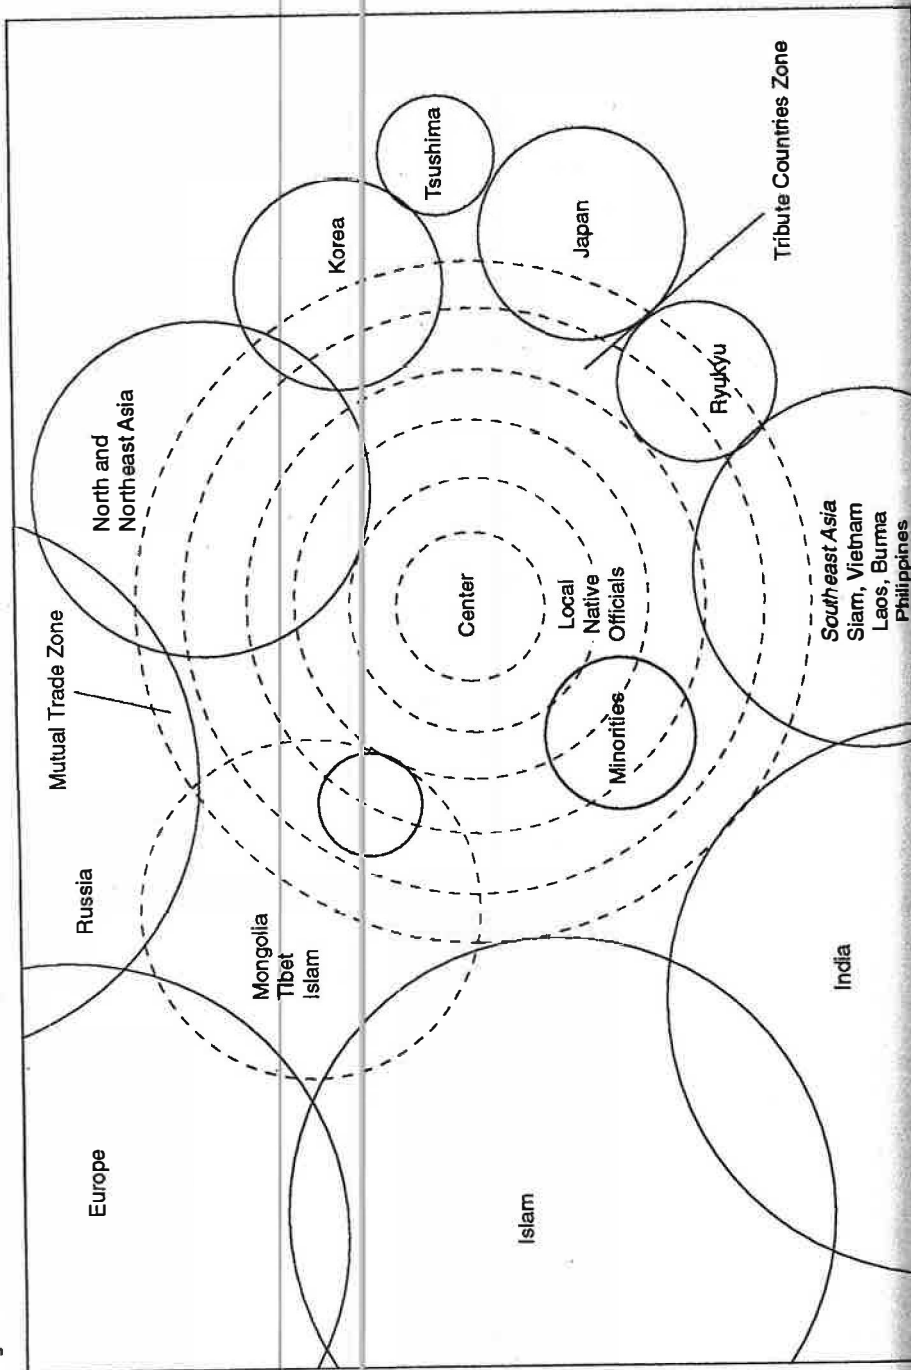 Europe
Russia
Mutual Trade Zone
North and
Northeast Asia
Mongolia
Tibet
Islam
Korea
Tsushima
Center
Islam
Local
Native
Officials
Minorities
Japan
Ryukyu
Tribute Countries Zone
India
Southeast Asia
Siam, Vietnam
Laos, Burma
Philippines